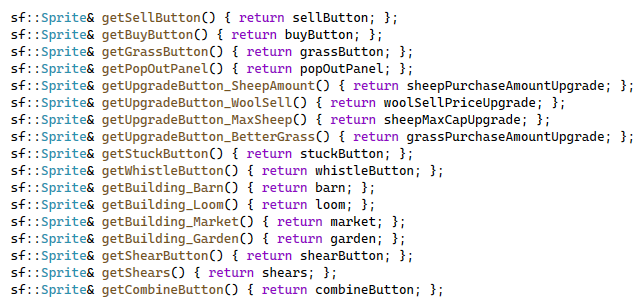 sf::Sprite& getSellButton() { return sellButton; };
sf::Sprite& getBuyButton() { return buyButton; };
sf::Sprite& getGrassButton() { return grassButton; };
sf::Sprite& getPopOutPanel() { return popOutPanel; };
sf::Sprite& getUpgradeButton_SheepAmount() { return sheepPurchaseAmountUpgrade; };
sf::Sprite& getUpgradeButton_WoolSell() { return woolSellPriceUpgrade; };
sf::Sprite& getUpgradeButton_MaxSheep() { return sheepMaxCapUpgrade; };
sf::Sprite& getUpgradeButton_BetterGrass() { return grassPurchaseAmountUpgrade; };
sf::Sprite& getStuckButton() { return stuckButton; };
sf::Sprite& getWhistleButton() { return whistleButton; };
sf::Sprite& getBuilding_Barn() { return barn; };
sf::Sprite& getBuilding_Loom() { return loom; };
sf::Sprite& getBuilding_Market() { return market; };
sf::Sprite& getBuilding_Garden() { return garden; };
sf::Sprite& getShearButton() { return shearButton; };
sf::Sprite& getShears() { return shears; };
sf::Sprite& getCombineButton() { return combineButton; };